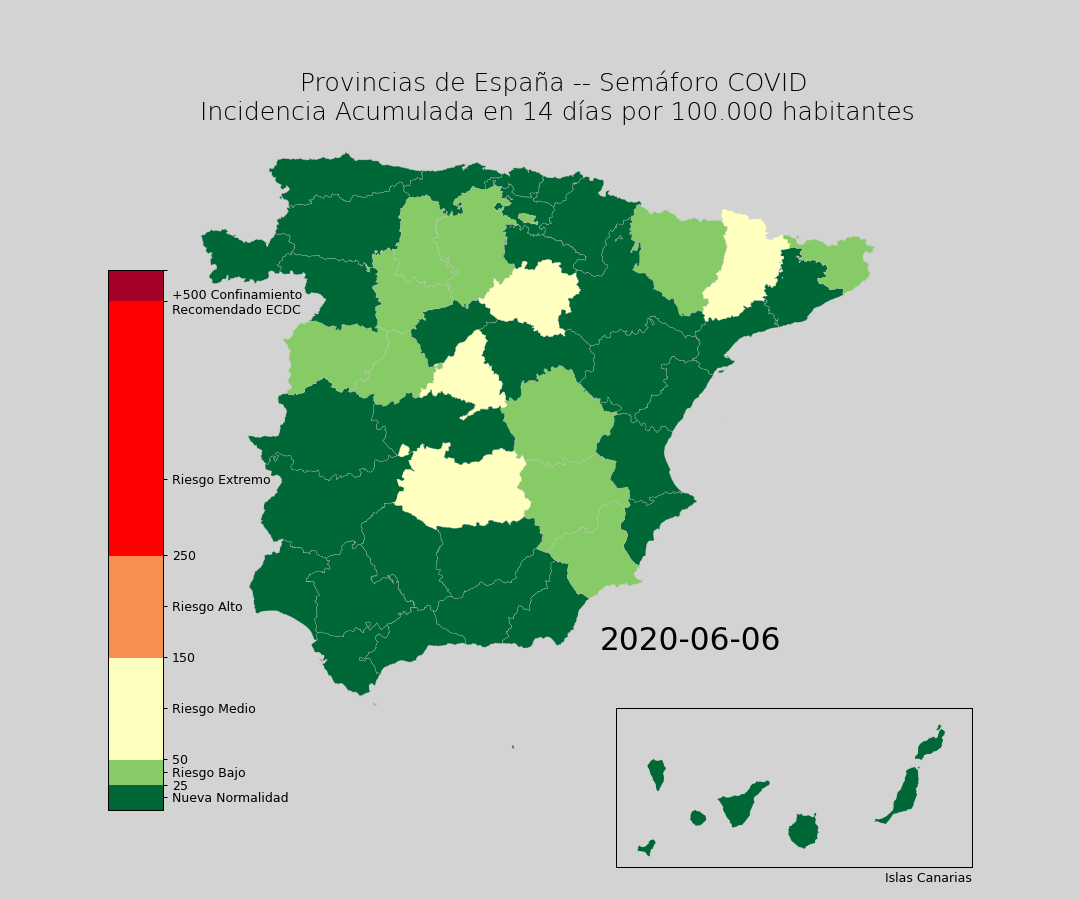 Provincias de España -- Semáforo COVID
Incidencia Acumulada en 14 días por 100.000 habitantes
+500 Confinamiento
Recomendado ECDC
Riesgo Extremo
250
Riesgo Alto
150
Riesgo Medio
50
Riesgo Bajo
25
Nueva Normalidad
2020-06-06
Islas Canarias